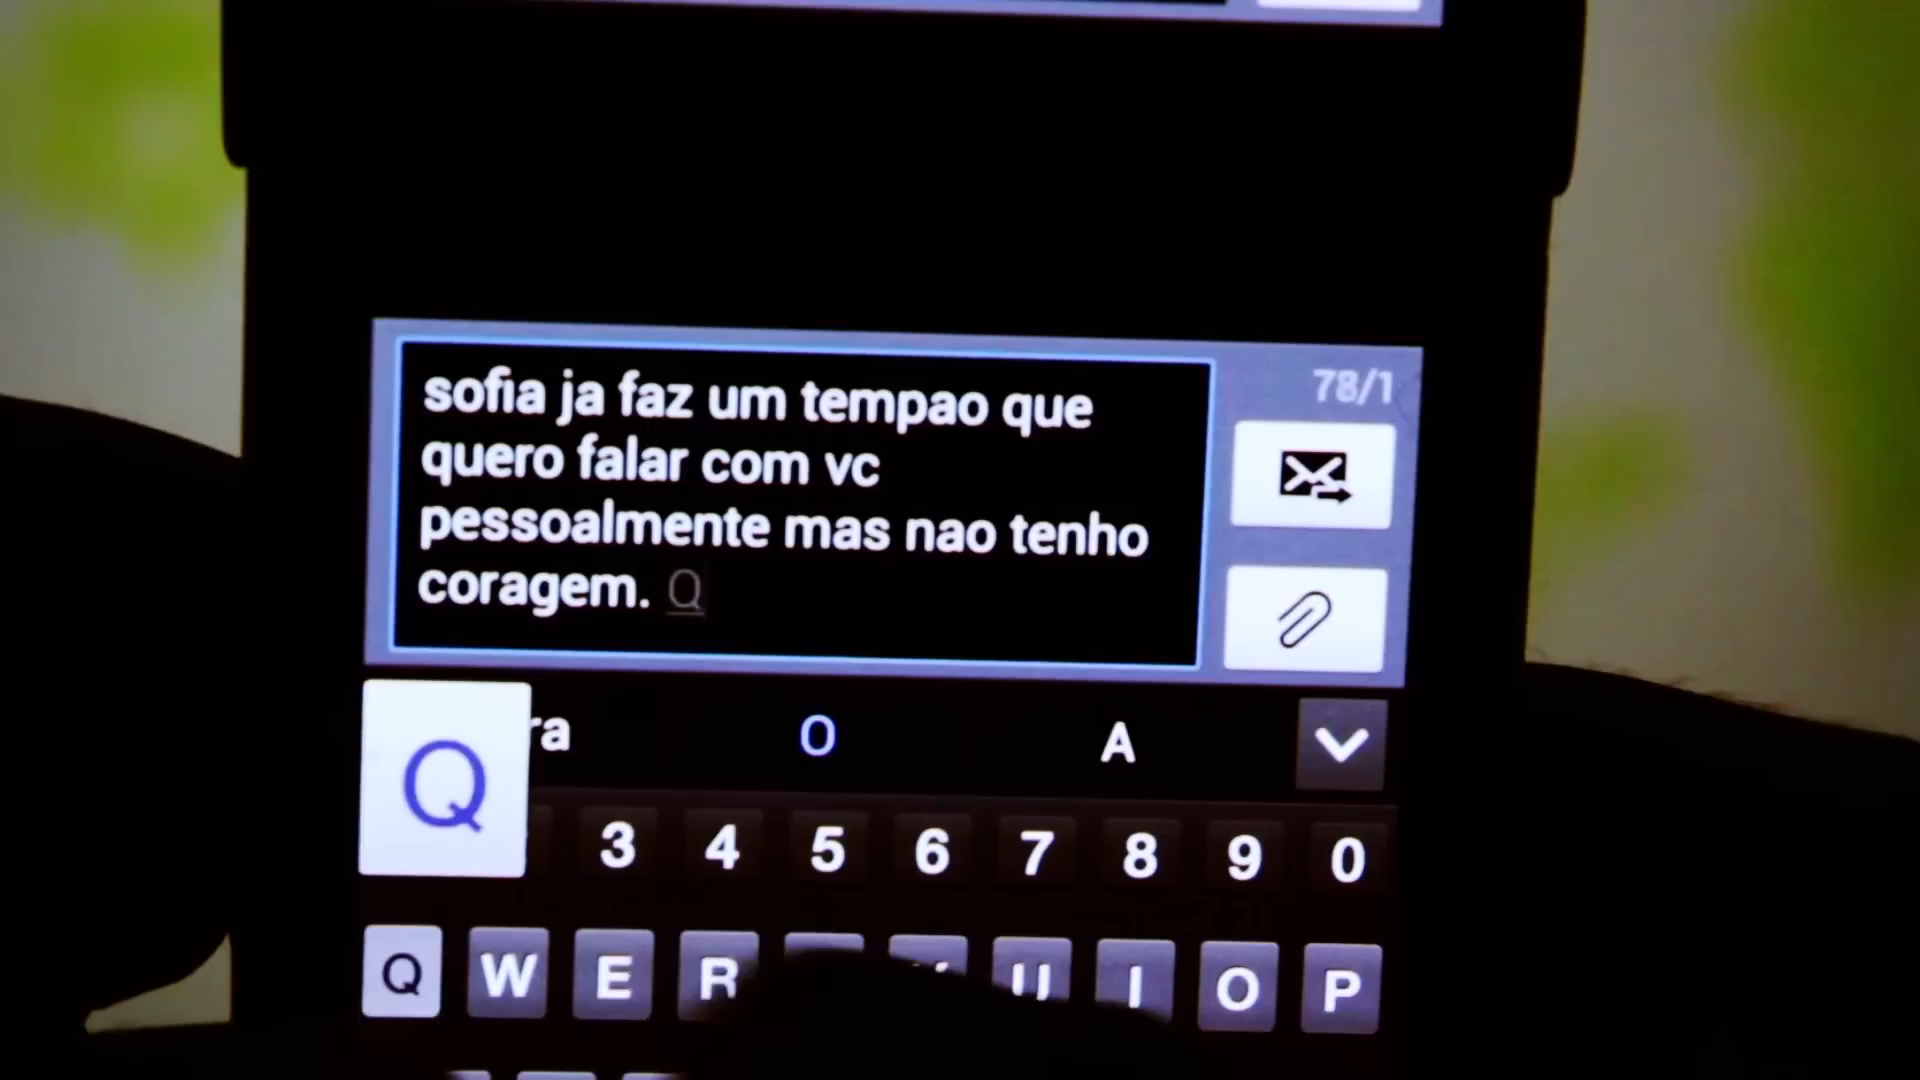 78/1
sofia ja faz um tempao que
quero falar com vc
pessoalmente mas nao tenho
coragem. Q
Q ra O A
3 4 5 6 7 8 9 0
Q W E R U I O P